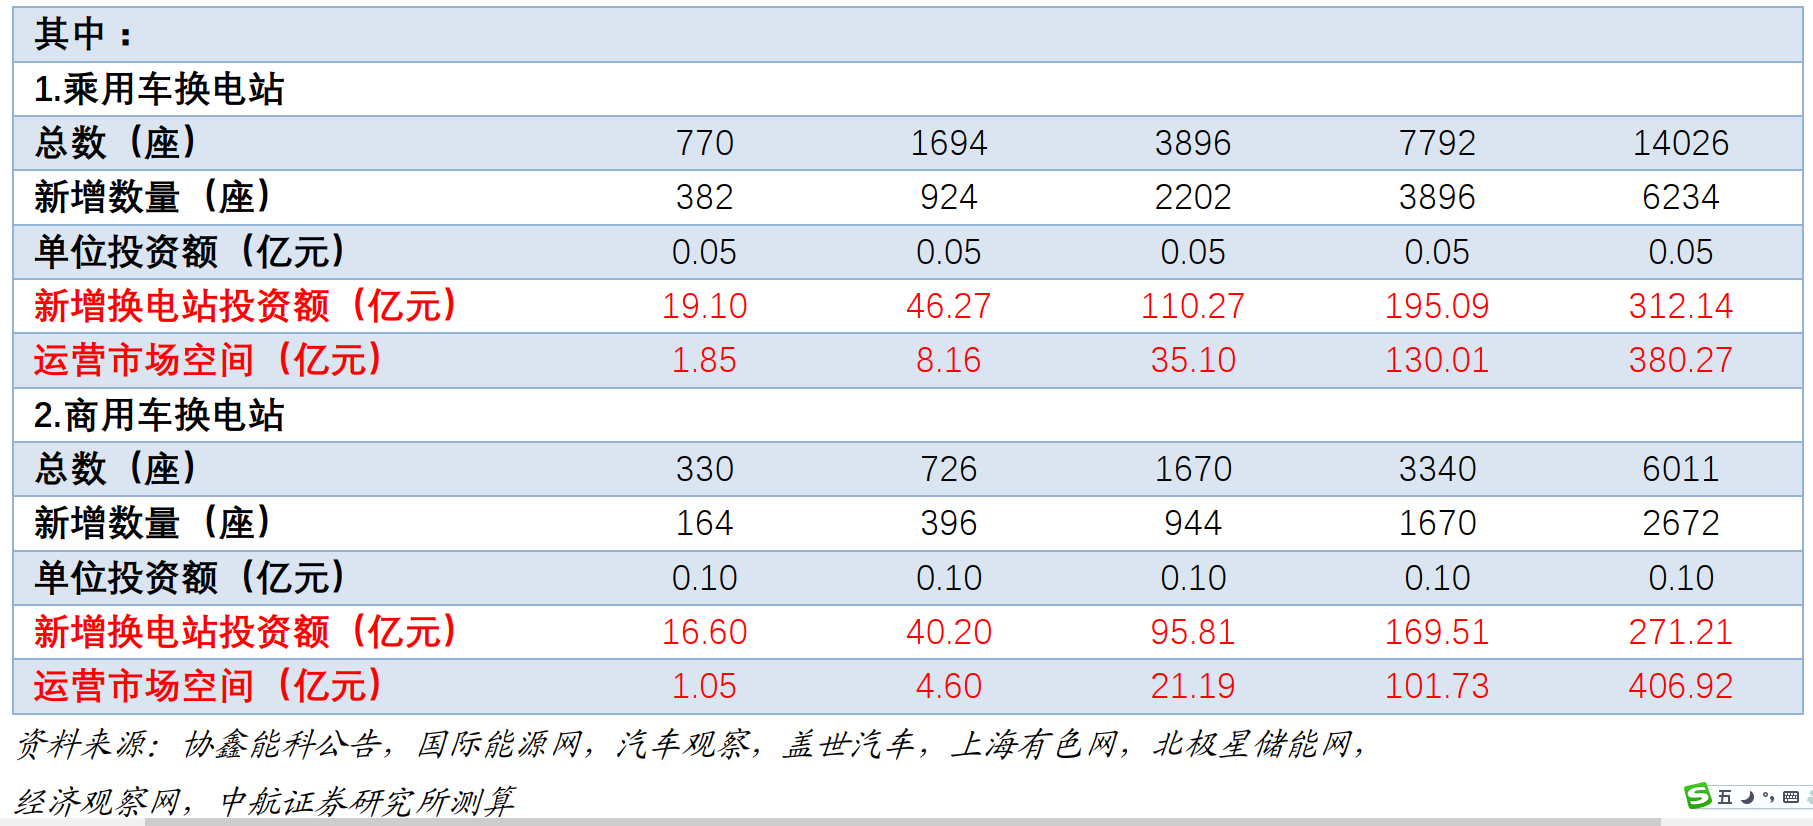 其中：
1.乘用车换电站
总数（座） 770 1694 3896 7792 14026
新增数量（座） 382 924 2202 3896 6234
单位投资额（亿元） 0.05 0.05 0.05 0.05 0.05
新增换电站投资额（亿元） 19.10 46.27 110.27 195.09 312.14
运营市场空间（亿元） 1.85 8.16 35.10 130.01 380.27
2.商用车换电站
总数（座） 330 726 1670 3340 6011
新增数量（座） 164 396 944 1670 2672
单位投资额（亿元） 0.10 0.10 0.10 0.10 0.10
新增换电站投资额（亿元） 16.60 40.20 95.81 169.51 271.21
运营市场空间（亿元） 1.05 4.60 21.19 101.73 406.92
资料来源：协鑫能科公告，国际能源网，汽车观察，盖世汽车，上海有色网，北极星储能网，
经济观察网，中航证券研究所测算
S 五